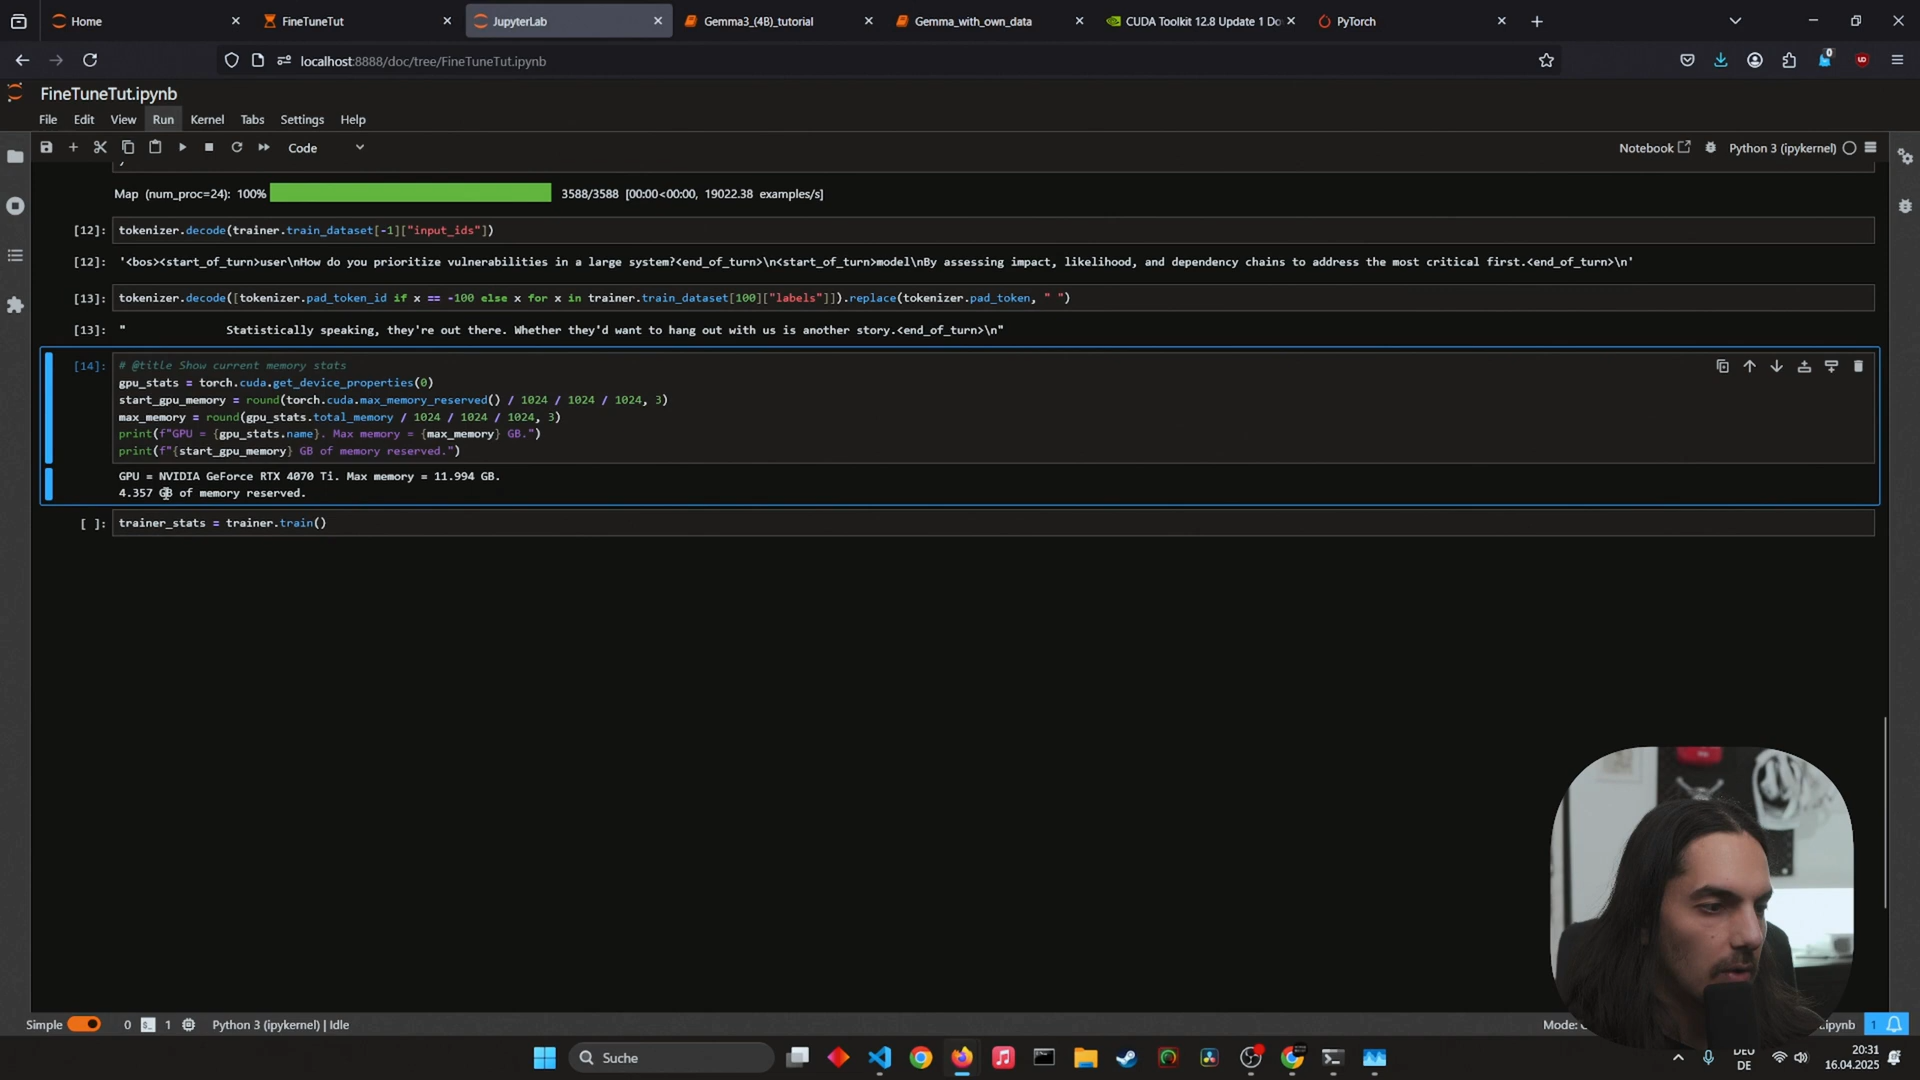 Home
FineTuneTut
JupyterLab
Gemma3_(4B)_tutorial
Gemma_with_own_data
CUDA Toolkit 12.8 Update 1 Do
PyTorch
localhost:8888/doc/tree/FineTuneTut.ipynb
0
FineTuneTut.ipynb
File Edit View Run Kernel Tabs Settings Help
Code
Notebook
Python 3 (ipykernel)
Map (num_proc=24): 100% 3588/3588 [00:00<00:00, 19022.38 examples/s]
[12]: tokenizer.decode(trainer.train_dataset[-1]["input_ids"])
[12]: '<bos><start_of_turn>user\nHow do you prioritize vulnerabilities in a large system?<end_of_turn>\n<start_of_turn>model\nBy assessing impact, likelihood, and dependency chains to address the most critical first.<end_of_turn>\n'
[13]: tokenizer.decode([tokenizer.pad_token_id if x == -100 else x for x in trainer.train_dataset[100]["labels"]]).replace(tokenizer.pad_token, " ")
[13]: " Statistically speaking, they're out there. Whether they'd want to hang out with us is another story.<end_of_turn>\n"
[14]: # @title Show current memory stats
gpu_stats = torch.cuda.get_device_properties(0)
start_gpu_memory = round(torch.cuda.max_memory_reserved() / 1024 / 1024 / 1024, 3)
max_memory = round(gpu_stats.total_memory / 1024 / 1024 / 1024, 3)
print(f"GPU = {gpu_stats.name}. Max memory = {max_memory} GB.")
print(f"{start_gpu_memory} GB of memory reserved.")
GPU = NVIDIA GeForce RTX 4070 Ti. Max memory = 11.994 GB.
4.357 GB of memory reserved.
[ ]: trainer_stats = trainer.train()
Simple 0 1 Python 3 (ipykernel) | Idle
Mode:
.ipynb 1
Suche
DEU
DE
20:31
16.04.2025